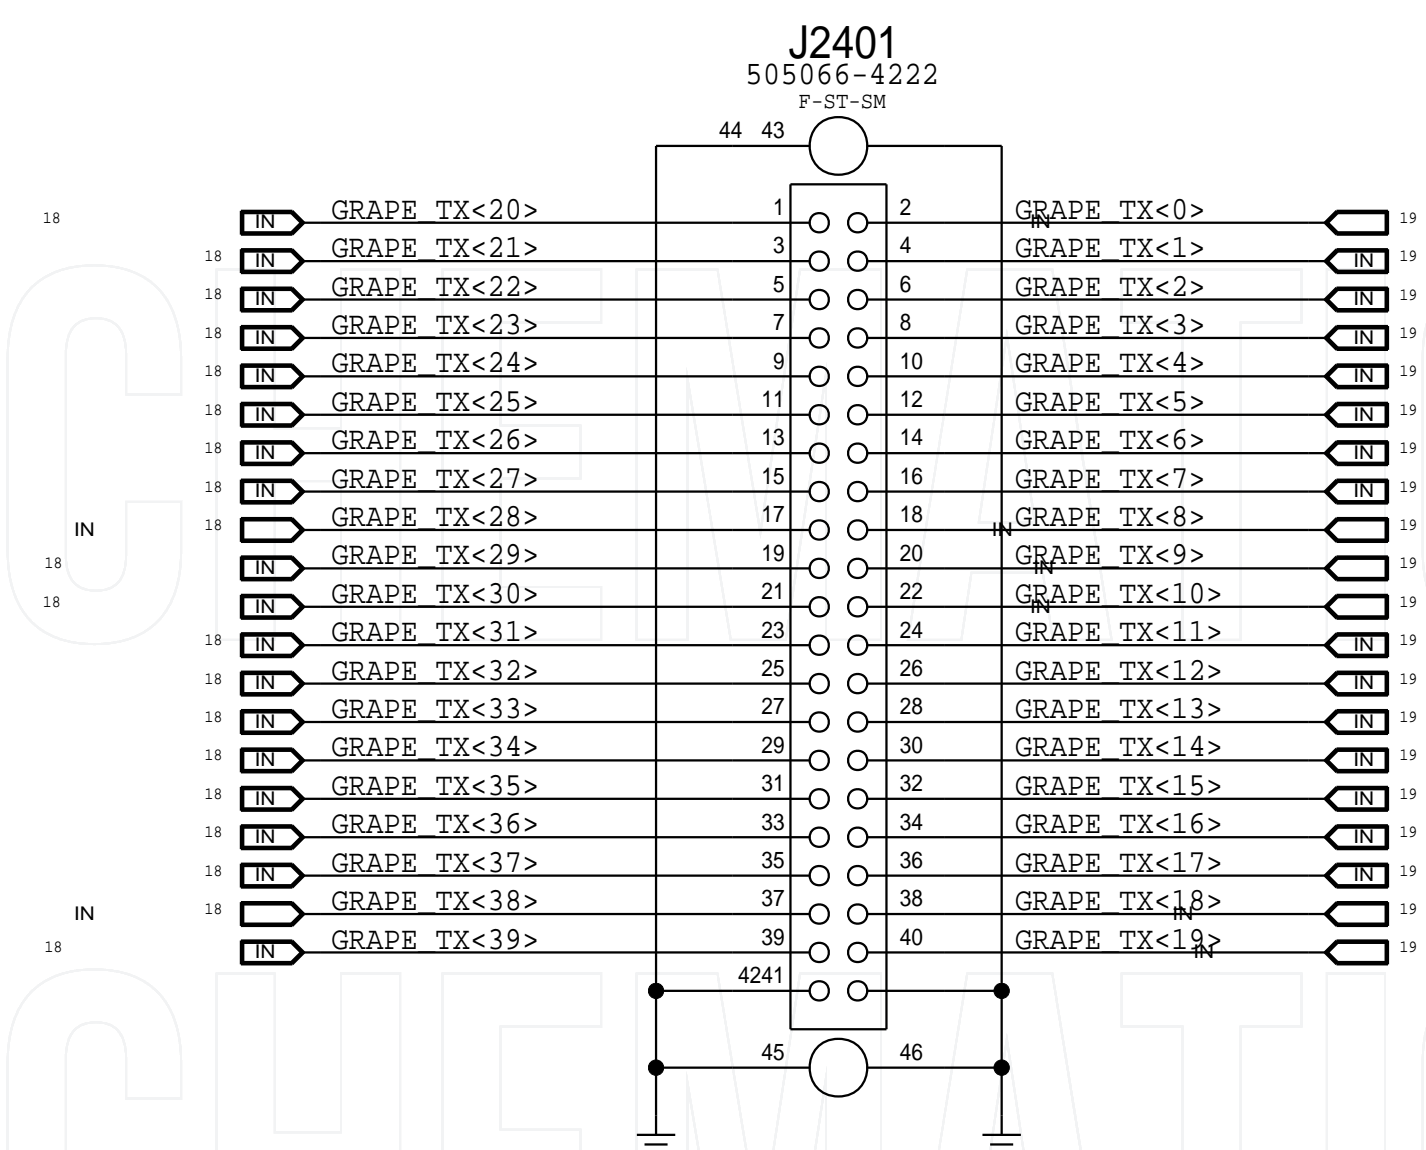 J2401
505066-4222
F-ST-SM
44 43
18 IN GRAPE_TX<20> 1 2 GRAPE_TX<0> IN 19
18 IN GRAPE_TX<21> 3 4 GRAPE_TX<1> IN 19
18 IN GRAPE_TX<22> 5 6 GRAPE_TX<2> IN 19
18 IN GRAPE_TX<23> 7 8 GRAPE_TX<3> IN 19
18 IN GRAPE_TX<24> 9 10 GRAPE_TX<4> IN 19
18 IN GRAPE_TX<25> 11 12 GRAPE_TX<5> IN 19
18 IN GRAPE_TX<26> 13 14 GRAPE_TX<6> IN 19
18 IN GRAPE_TX<27> 15 16 GRAPE_TX<7> IN 19
IN 18 GRAPE_TX<28> 17 18 IN GRAPE_TX<8> 19
18 IN GRAPE_TX<29> 19 20 GRAPE_TX<9> IN 19
18 IN GRAPE_TX<30> 21 22 GRAPE_TX<10> IN 19
18 IN GRAPE_TX<31> 23 24 GRAPE_TX<11> IN 19
18 IN GRAPE_TX<32> 25 26 GRAPE_TX<12> IN 19
18 IN GRAPE_TX<33> 27 28 GRAPE_TX<13> IN 19
18 IN GRAPE_TX<34> 29 30 GRAPE_TX<14> IN 19
18 IN GRAPE_TX<35> 31 32 GRAPE_TX<15> IN 19
18 IN GRAPE_TX<36> 33 34 GRAPE_TX<16> IN 19
18 IN GRAPE_TX<37> 35 36 GRAPE_TX<17> IN 19
IN 18 GRAPE_TX<38> 37 38 GRAPE_TX<18> IN 19
18 IN GRAPE_TX<39> 39 40 GRAPE_TX<19> IN 19
4241
45 46
CHEMATI
CHEMATI